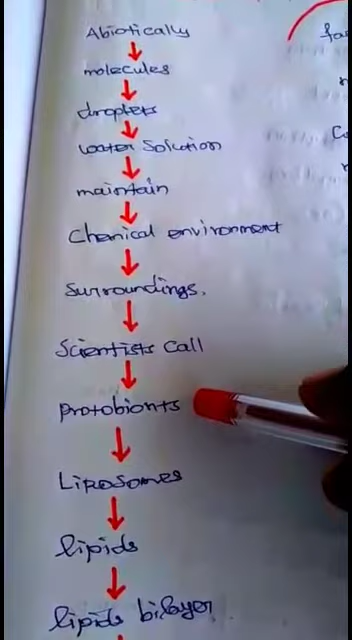 Abiotically
molecules
droplets
water Solution
maintain
Chemical environment
Surroundings.
Scientists Call
Protobionts
Liposomes
lipids
lipids bilayer